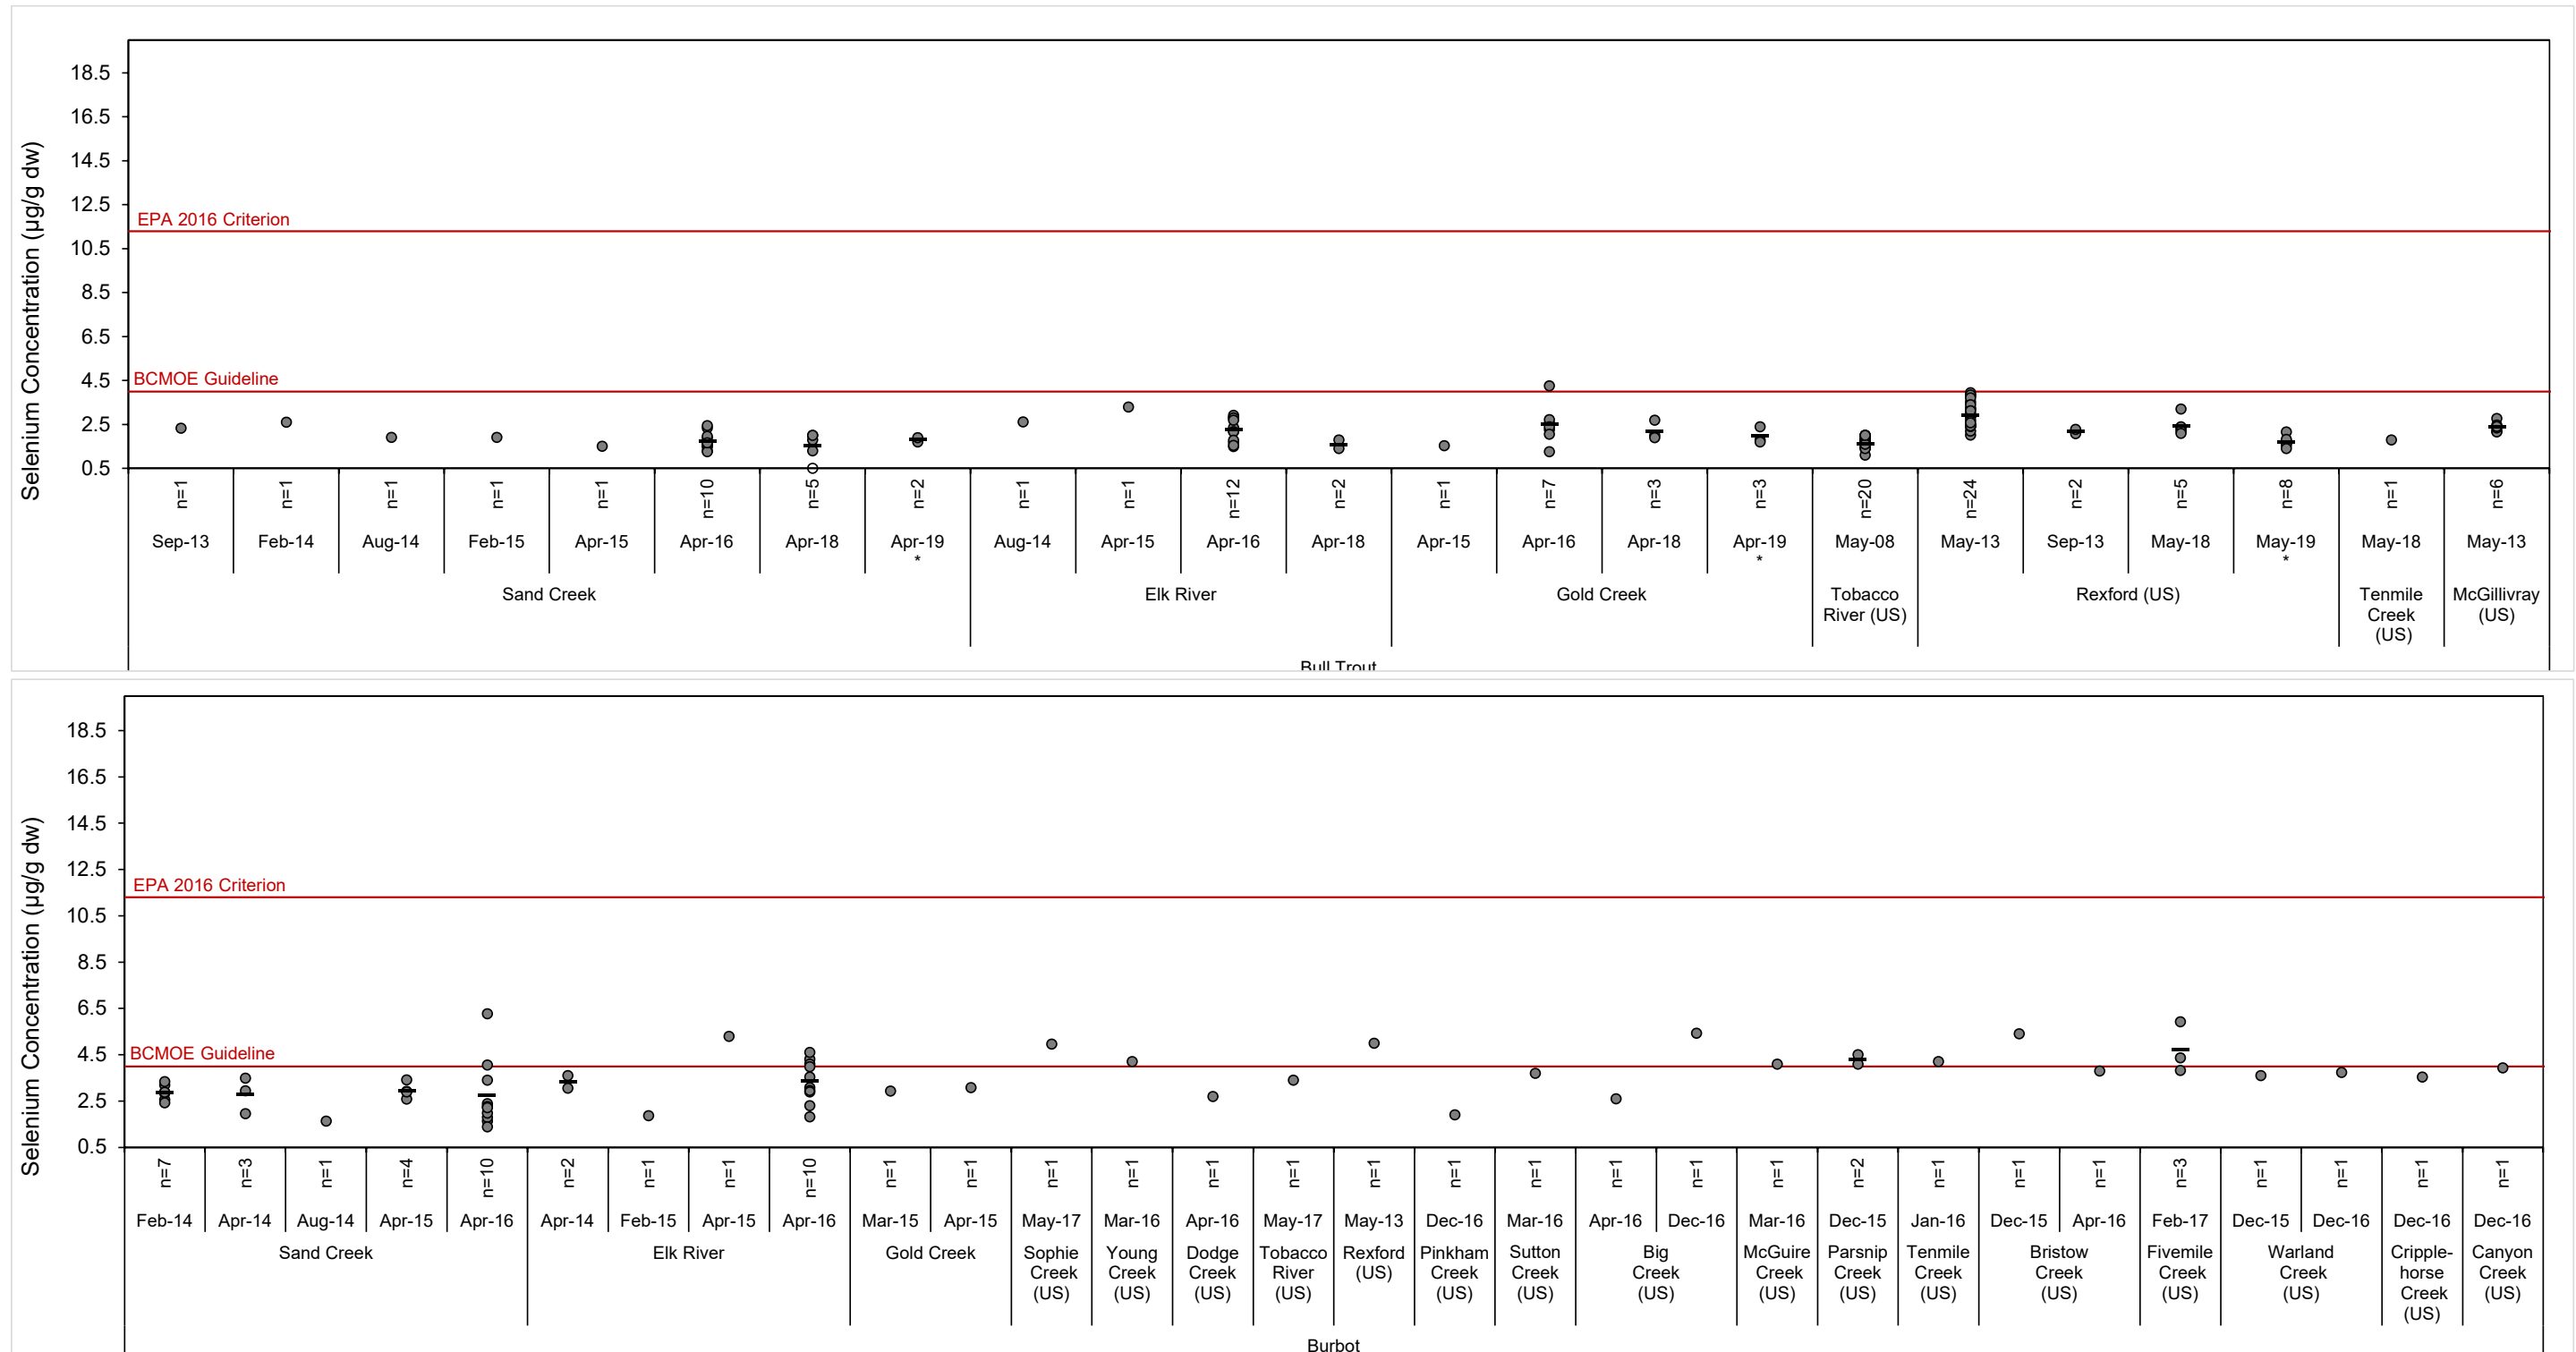 Selenium Concentration (µg/g dw)
18.5
16.5
14.5
12.5
EPA 2016 Criterion
10.5
8.5
6.5
4.5
BCMOE Guideline
2.5
0.5
n=1 n=1 n=1 n=1 n=1 n=10 n=5 n=2 n=1 n=1 n=12 n=2 n=1 n=7 n=3 n=3 n=20 n=24 n=2 n=5 n=8 n=1 n=6
Sep-13 Feb-14 Aug-14 Feb-15 Apr-15 Apr-16 Apr-18 Apr-19 Aug-14 Apr-15 Apr-16 Apr-18 Apr-15 Apr-16 Apr-18 Apr-19 May-08 May-13 Sep-13 May-18 May-19 May-18 May-13
* * *
Sand Creek Elk River Gold Creek Tobacco Rexford (US) Tenmile McGillivray
River (US) Creek (US)
(US)
Bull Trout
Selenium Concentration (µg/g dw)
18.5
16.5
14.5
12.5
EPA 2016 Criterion
10.5
8.5
6.5
4.5
BCMOE Guideline
2.5
0.5
n=7 n=3 n=1 n=4 n=10 n=2 n=1 n=1 n=10 n=1 n=1 n=1 n=1 n=1 n=1 n=1 n=1 n=1 n=1 n=1 n=1 n=2 n=1 n=1 n=1 n=3 n=1 n=1 n=1 n=1
Feb-14 Apr-14 Aug-14 Apr-15 Apr-16 Apr-14 Feb-15 Apr-15 Apr-16 Mar-15 Apr-15 May-17 Mar-16 Apr-16 May-17 May-13 Dec-16 Mar-16 Apr-16 Dec-16 Mar-16 Dec-15 Jan-16 Dec-15 Apr-16 Feb-17 Dec-15 Dec-16 Dec-16 Dec-16
Sand Creek Elk River Gold Creek Sophie Young Dodge Tobacco Rexford Pinkham Sutton Big McGuire Parsnip Tenmile Bristow Fivemile Warland Cripple- Canyon
Creek Creek Creek River (US) Creek Creek Creek Creek Creek Creek Creek Creek Creek horse Creek
(US) (US) (US) (US) (US) (US) (US) (US) (US) (US) (US) (US) (US) Creek (US)
(US)
Burbot